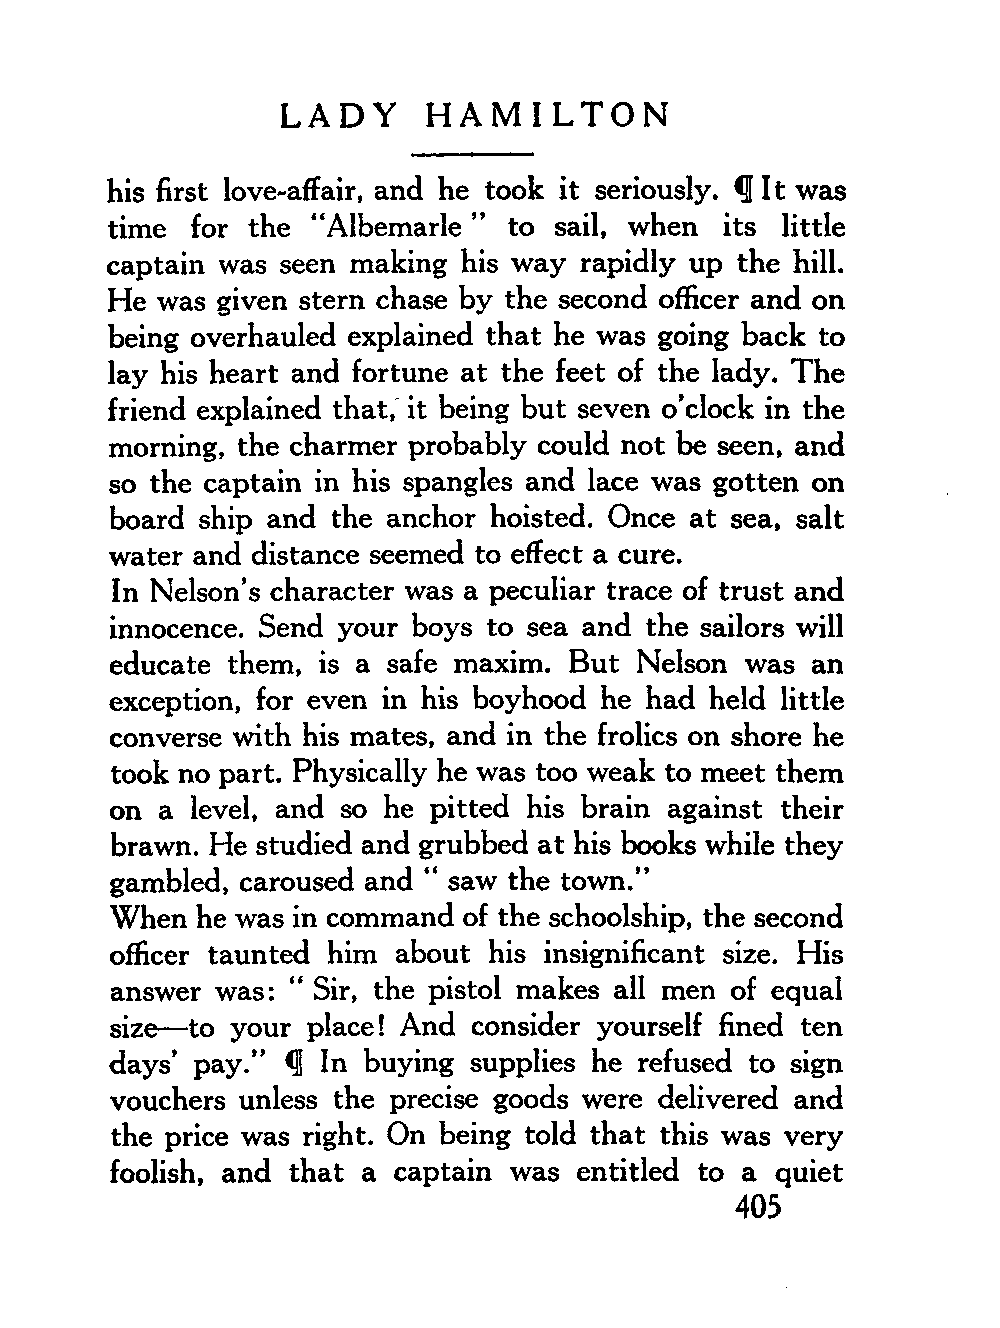 LADY HAMILTON
his first love-affair, and he took it seriously. ¶ It was
time for the "Albemarle" to sail, when its little
captain was seen making his way rapidly up the hill.
He was given stern chase by the second officer and on
being overhauled explained that he was going back to
lay his heart and fortune at the feet of the lady. The
friend explained that, it being but seven o'clock in the
morning, the charmer probably could not be seen, and
so the captain in his spangles and lace was gotten on
board ship and the anchor hoisted. Once at sea, salt
water and distance seemed to effect a cure.
In Nelson's character was a peculiar trace of trust and
innocence. Send your boys to sea and the sailors will
educate them, is a safe maxim. But Nelson was an
exception, for even in his boyhood he had held little
converse with his mates, and in the frolics on shore he
took no part. Physically he was too weak to meet them
on a level, and so he pitted his brain against their
brawn. He studied and grubbed at his books while they
gambled, caroused and "saw the town."
When he was in command of the schoolship, the second
officer taunted him about his insignificant size. His
answer was: "Sir, the pistol makes all men of equal
size—to your place! And consider yourself fined ten
days' pay." ¶ In buying supplies he refused to sign
vouchers unless the precise goods were delivered and
the price was right. On being told that this was very
foolish, and that a captain was entitled to a quiet
405